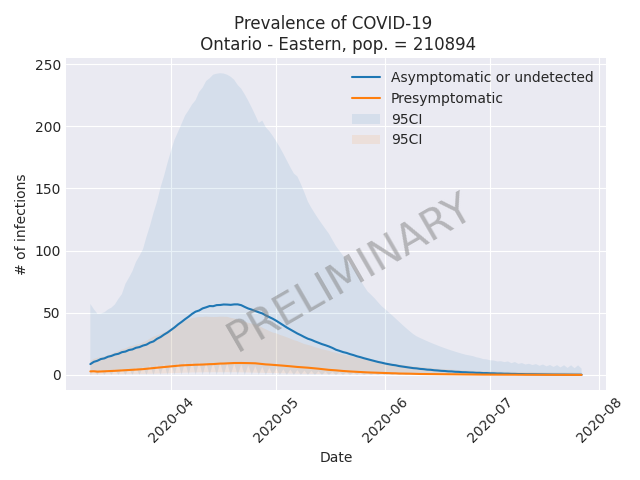 Prevalence of COVID-19
Ontario - Eastern, pop. = 210894
250
200
150
100
50
0
# of infections
Asymptomatic or undetected
Presymptomatic
95CI
95CI
PRELIMINARY
2020-04
2020-05
2020-06
2020-07
2020-08
Date